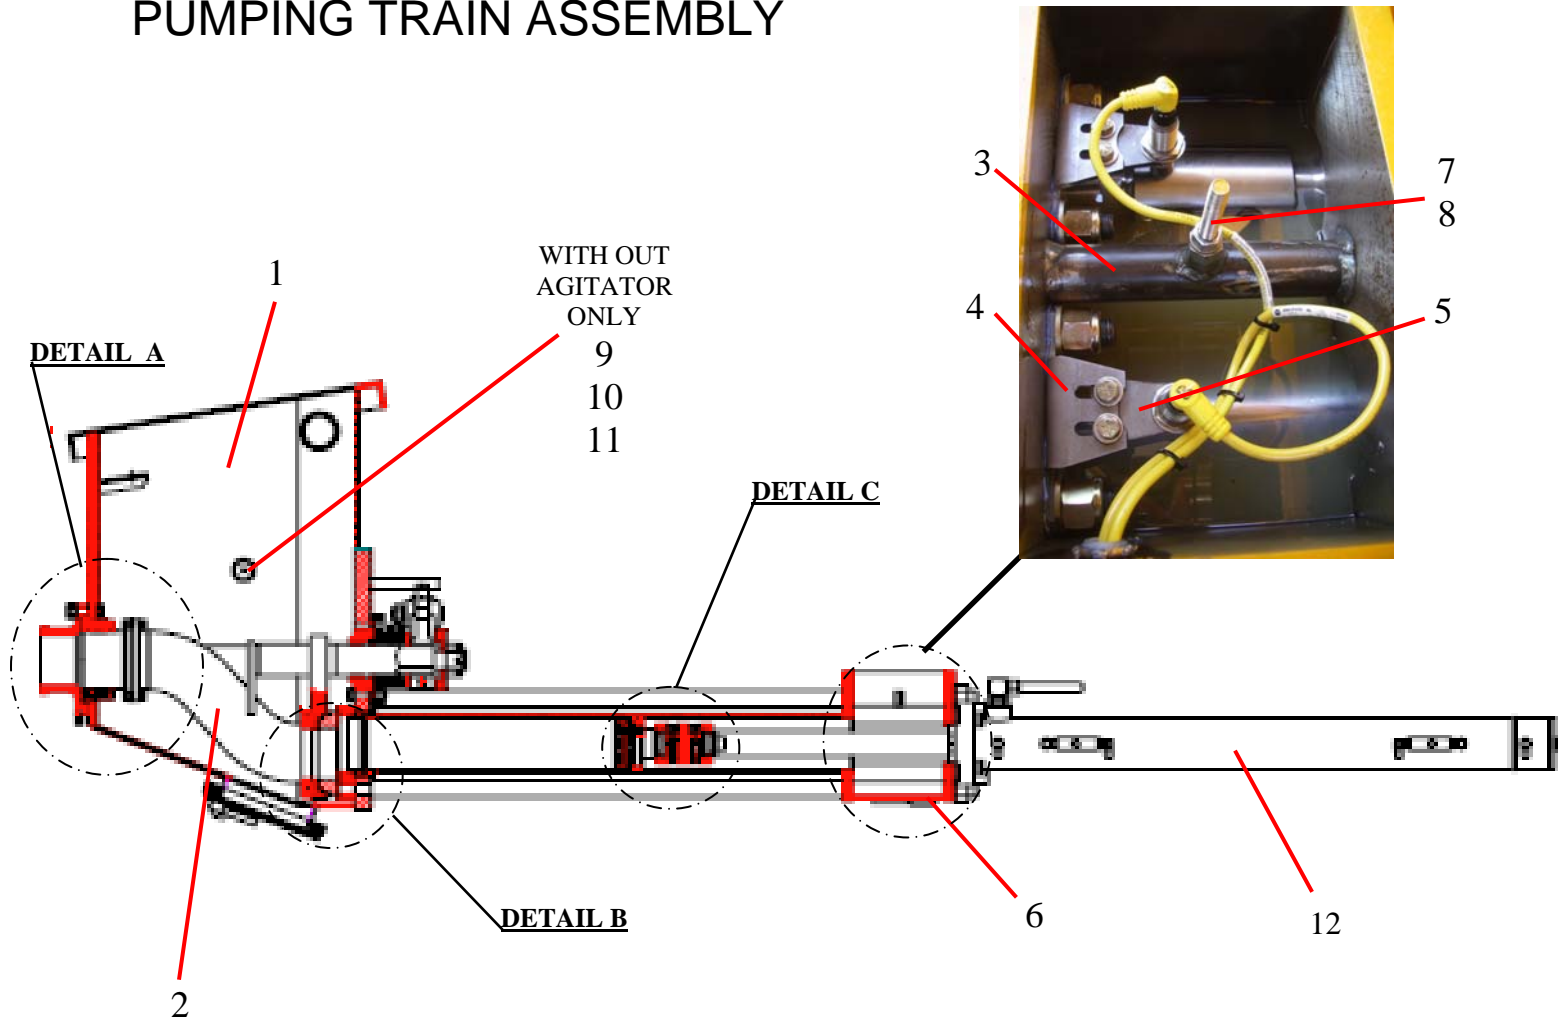 PUMPING TRAIN ASSEMBLY
3
7
8
WITH OUT
AGITATOR
ONLY
9
10
11
1
4
5
DETAIL A
DETAIL C
DETAIL B
6
12
2